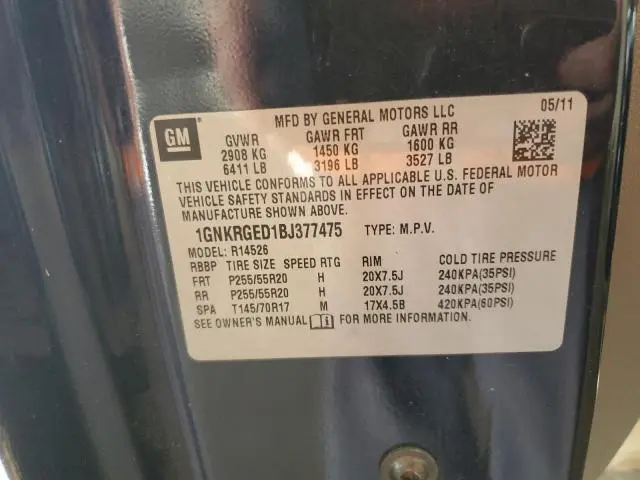 MFD BY GENERAL MOTORS LLC 05/11
GM
GVWR GAWR FRT GAWR RR
2908 KG 1450 KG 1600 KG
6411 LB 3196 LB 3527 LB
THIS VEHICLE CONFORMS TO ALL APPLICABLE U.S. FEDERAL MOTOR
VEHICLE SAFETY STANDARDS IN EFFECT ON THE DATE OF
MANUFACTURE SHOWN ABOVE.
1GNKRGED1BJ377475 TYPE: M.P.V.
MODEL: R14526
RBBP TIRE SIZE SPEED RTG RIM COLD TIRE PRESSURE
FRT P255/55R20 H 20X7.5J 240KPA(35PSI)
RR P255/55R20 H 20X7.5J 240KPA(35PSI)
SPA T145/70R17 M 17X4.5B 420KPA(60PSI)
SEE OWNER'S MANUAL FOR MORE INFORMATION.